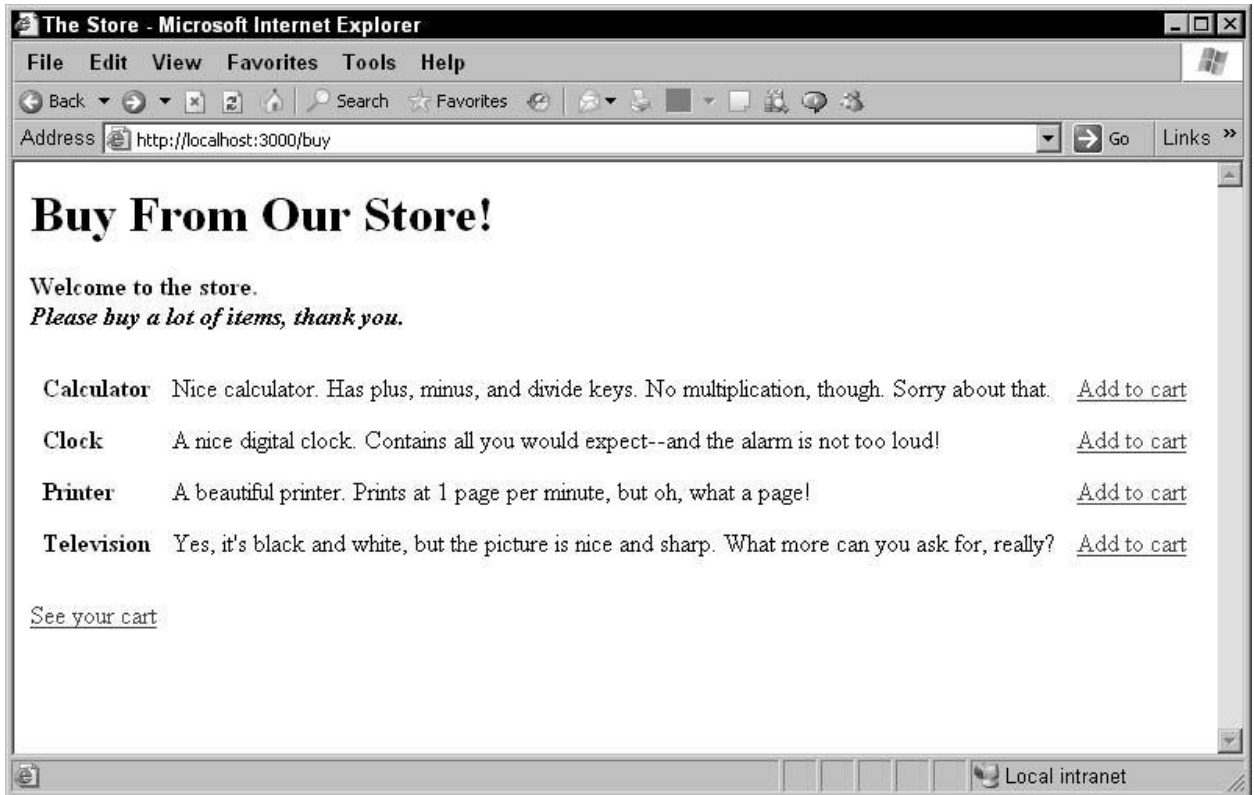 The Store - Microsoft Internet Explorer
File Edit View Favorites Tools Help
Back Search Favorites
Address http://localhost:3000/buy Go Links »
Buy From Our Store!
Welcome to the store.
Please buy a lot of items, thank you.
Calculator Nice calculator. Has plus, minus, and divide keys. No multiplication, though. Sorry about that. Add to cart
Clock A nice digital clock. Contains all you would expect--and the alarm is not too loud! Add to cart
Printer A beautiful printer. Prints at 1 page per minute, but oh, what a page! Add to cart
Television Yes, it's black and white, but the picture is nice and sharp. What more can you ask for, really? Add to cart
See your cart
Local intranet